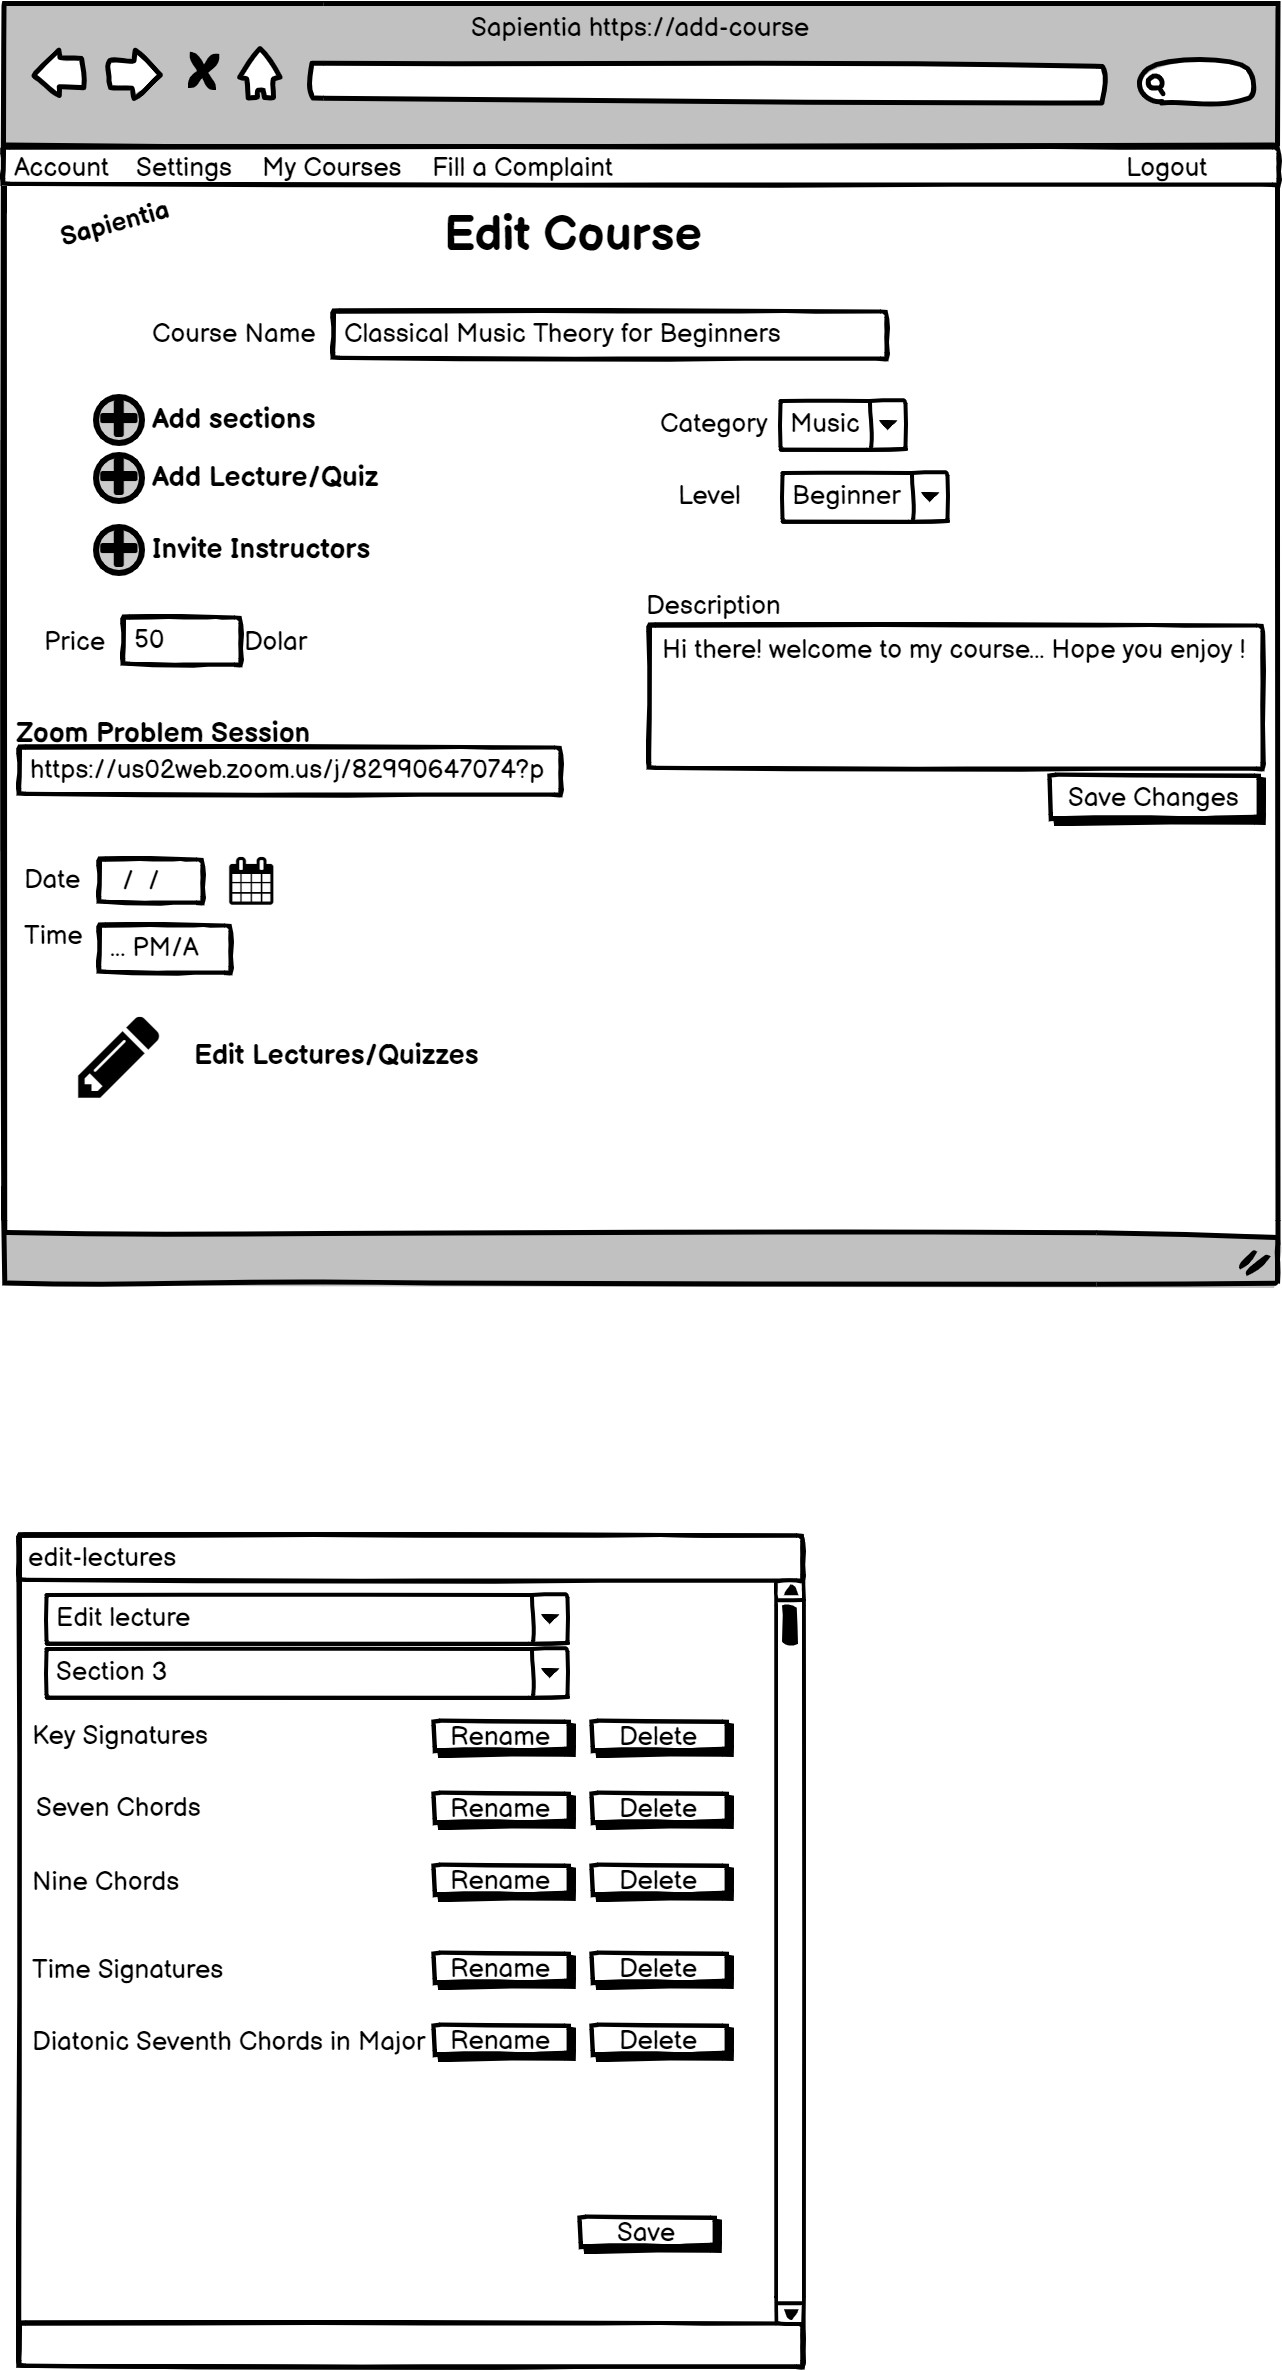 Sapientia https://add-course
Account Settings My Courses Fill a Complaint Logout
Sapientia
Edit Course
Course Name Classical Music Theory for Beginners
Add sections
Category Music
Add Lecture/Quiz
Level Beginner
Invite Instructors
Description
Price 50 Dolar
Hi there! welcome to my course... Hope you enjoy !
Zoom Problem Session
https://us02web.zoom.us/j/82990647074?p
Save Changes
Date / /
Time ... PM/A
Edit Lectures/Quizzes
edit-lectures
Edit lecture
Section 3
Key Signatures Rename Delete
Seven Chords Rename Delete
Nine Chords Rename Delete
Time Signatures Rename Delete
Diatonic Seventh Chords in Major Rename Delete
Save